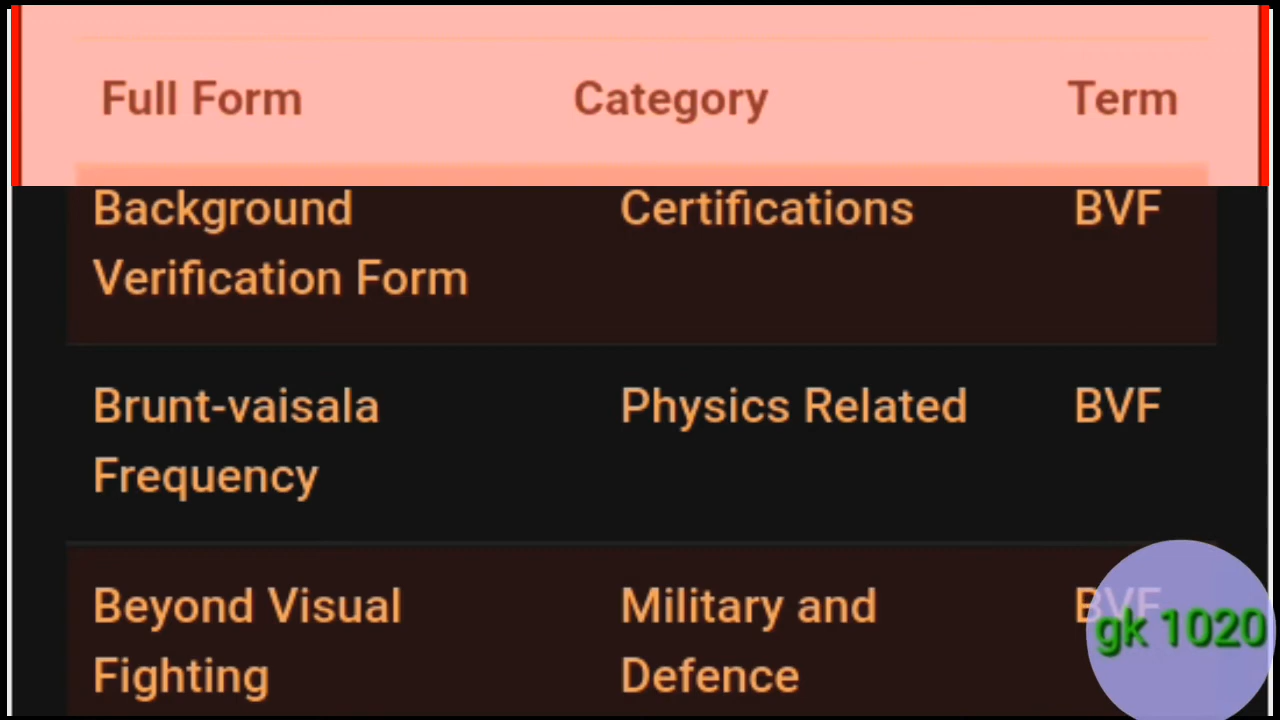 Full Form Category Term
Background Certifications BVF
Verification Form
Brunt-vaisala Physics Related BVF
Frequency
Beyond Visual Military and BVF
Fighting Defence
gk 1020